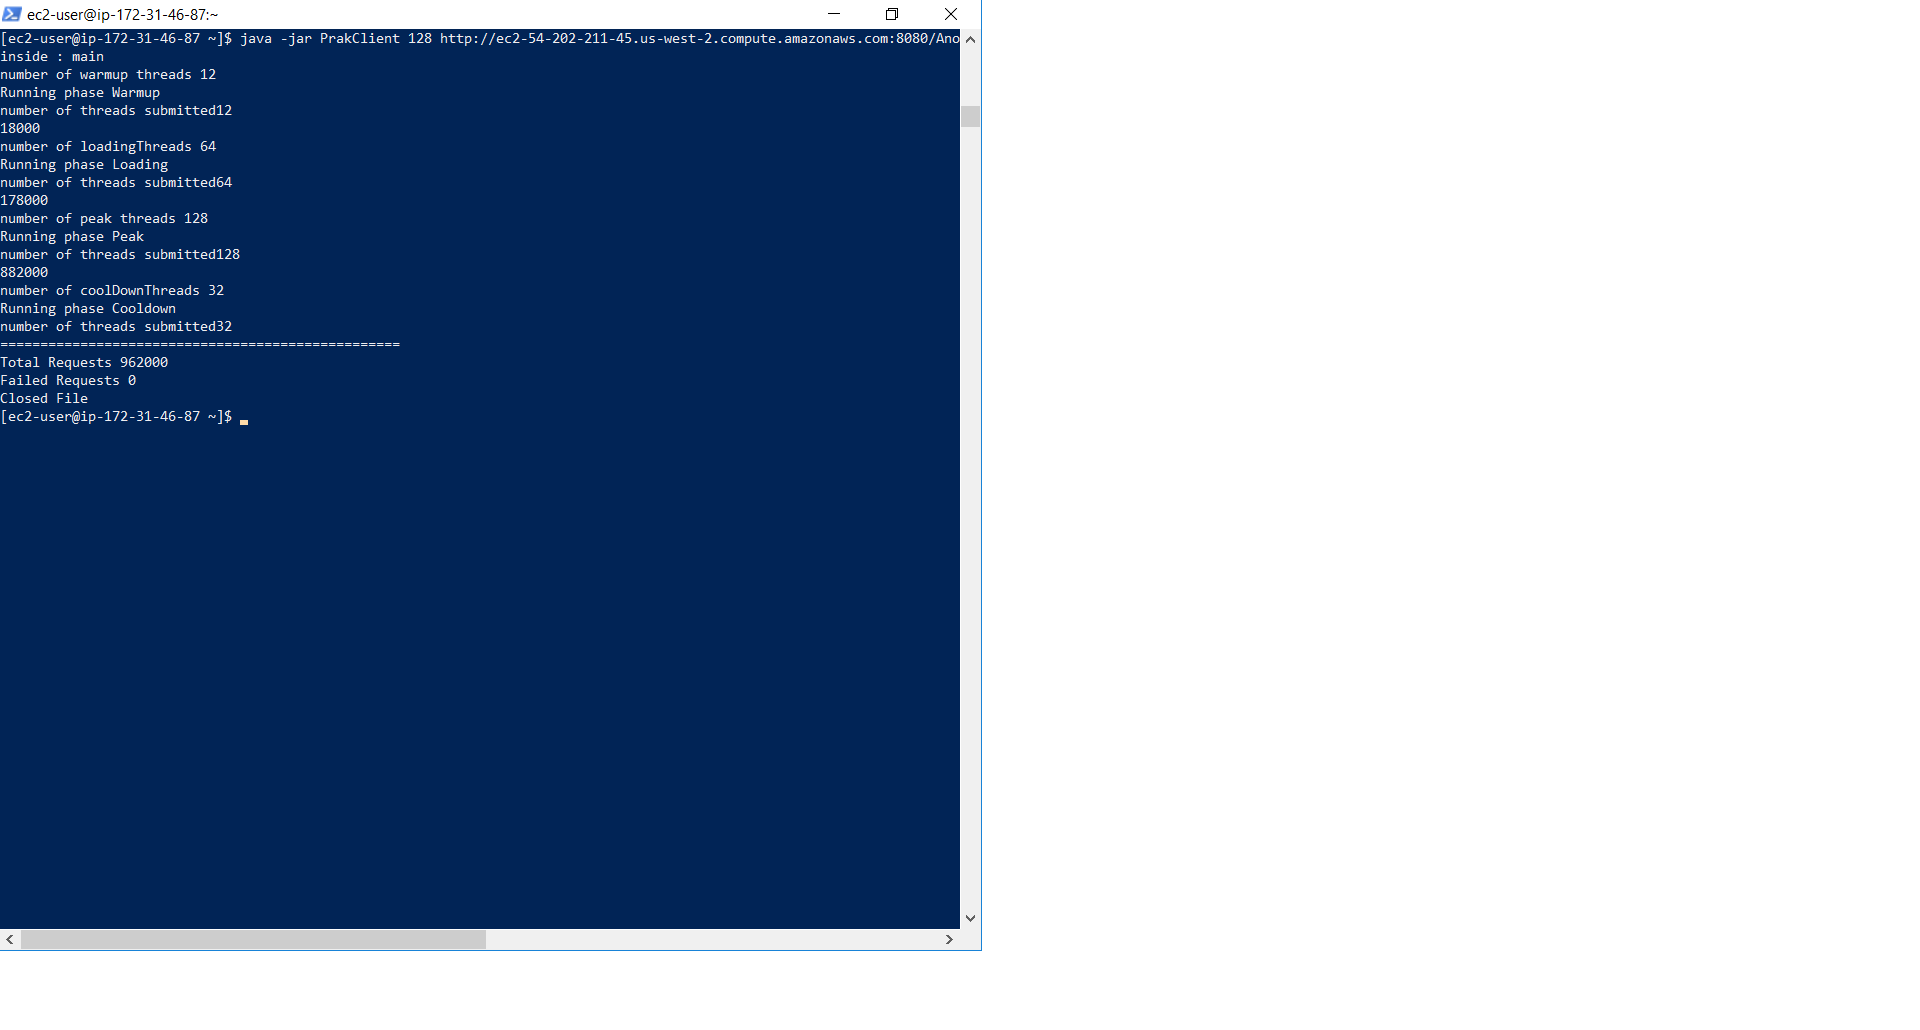 ec2-user@ip-172-31-46-87:~
[ec2-user@ip-172-31-46-87 ~]$ java -jar PrakClient 128 http://ec2-54-202-211-45.us-west-2.compute.amazonaws.com:8080/Ano
inside : main
number of warmup threads 12
Running phase Warmup
number of threads submitted12
18000
number of loadingThreads 64
Running phase Loading
number of threads submitted64
178000
number of peak threads 128
Running phase Peak
number of threads submitted128
882000
number of coolDownThreads 32
Running phase Cooldown
number of threads submitted32
==================================================
Total Requests 962000
Failed Requests 0
Closed File
[ec2-user@ip-172-31-46-87 ~]$